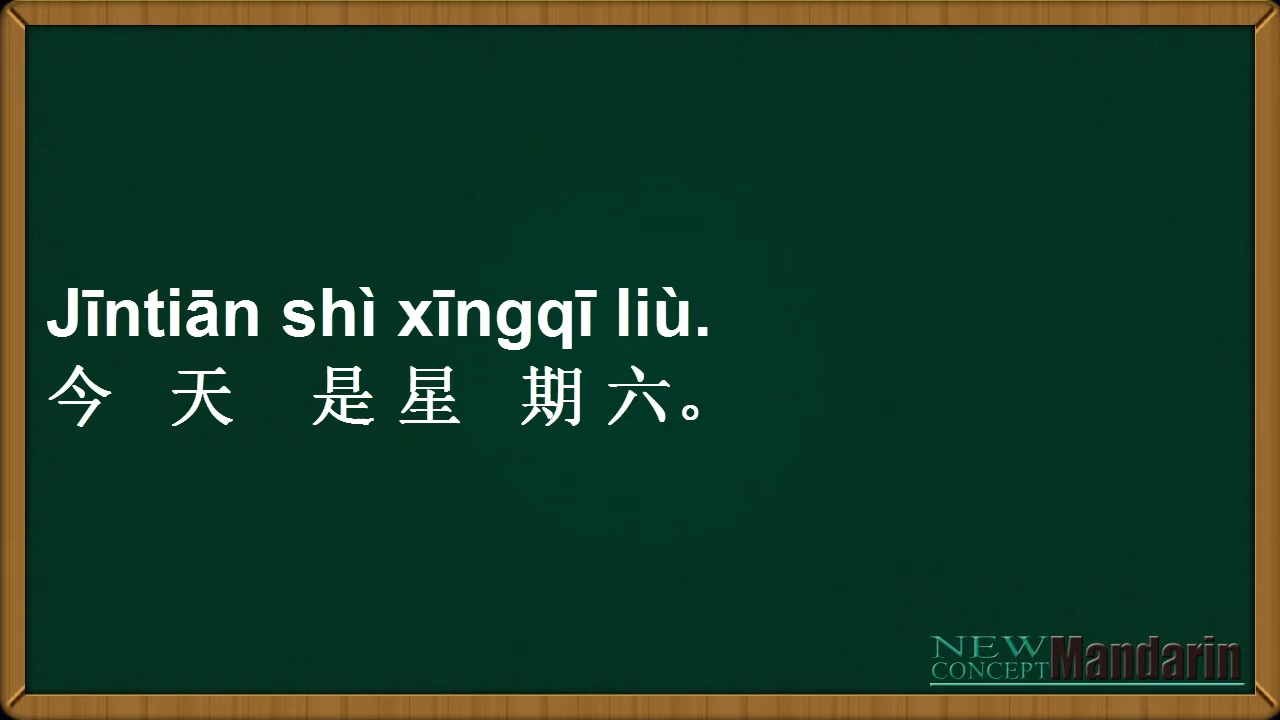 Jīntiān shì xīngqī liù.
今 天 是 星 期 六。
NEW CONCEPT Mandarin